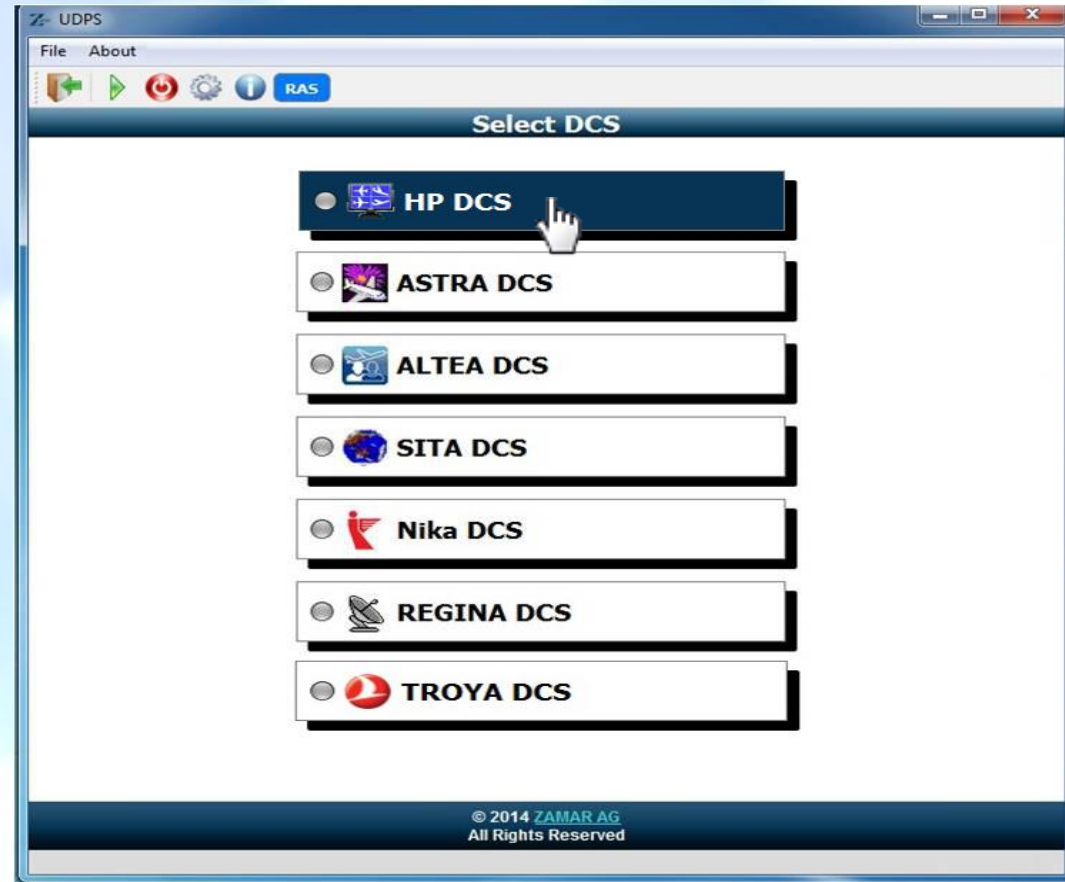 Z- UDPS
File About
RAS
Select DCS
HP DCS
ASTRA DCS
ALTEA DCS
SITA DCS
Nika DCS
REGINA DCS
TROYA DCS
© 2014 ZAMAR AG
All Rights Reserved